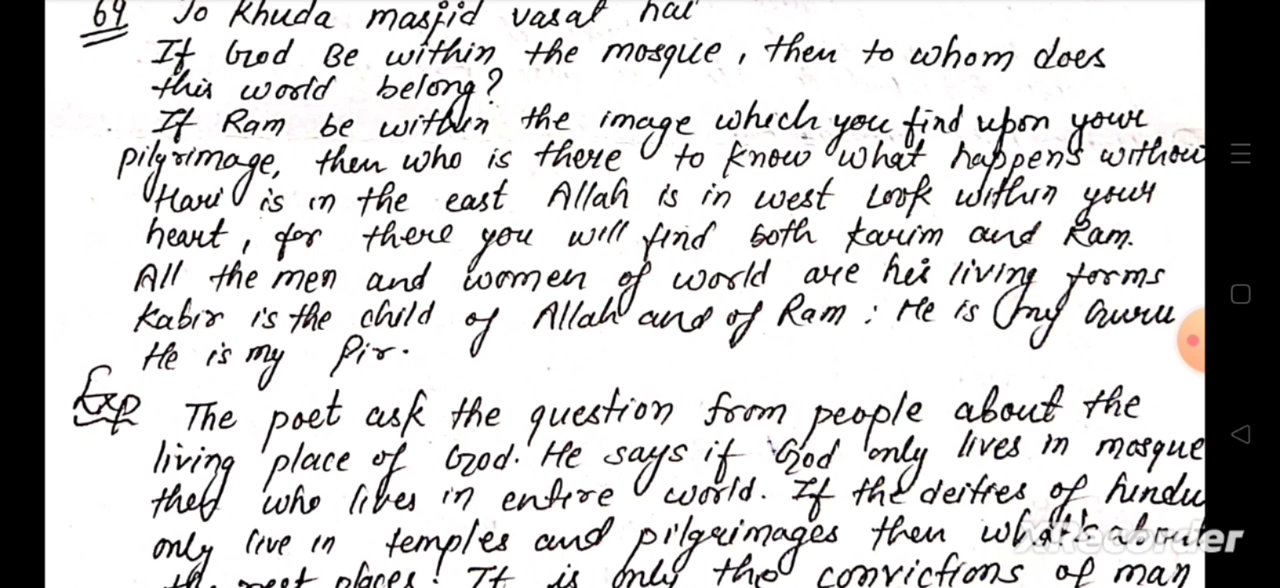 69 Jo Khuda masjid vasat hai
If God Be within the mosque, then to whom does
this world belong?
If Ram be within the image which you find upon your
pilgrimage, then who is there to know what happens without
Hari is in the east Allah is in west Look within your
heart, for there you will find both Karim and Ram.
All the men and women of world are his living forms
Kabir is the child of Allah and of Ram: He is my Guru
He is my Pir.
Exp The poet ask the question from people about the
living place of God. He says if God only lives in mosque
then who lives in entire world. If the deities of hindu
only live in temples and pilgrimages then what's about
the rest places! It is only the convictions of man
XRecorder